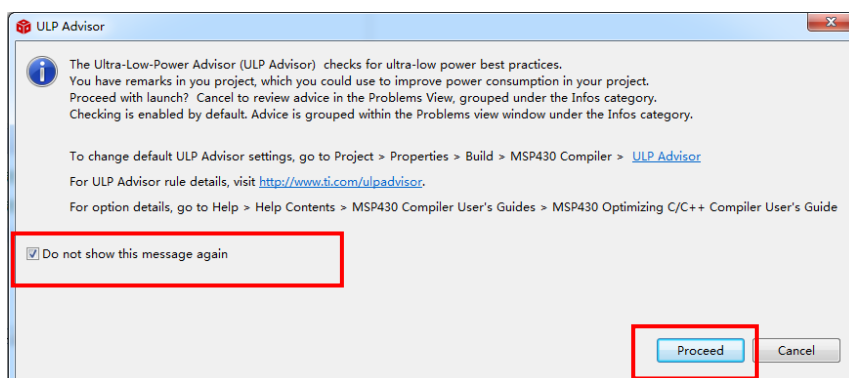 ULP Advisor
The Ultra-Low-Power Advisor (ULP Advisor) checks for ultra-low power best practices.
You have remarks in you project, which you could use to improve power consumption in your project.
Proceed with launch? Cancel to review advice in the Problems View, grouped under the Infos category.
Checking is enabled by default. Advice is grouped within the Problems view window under the Infos category.
To change default ULP Advisor settings, go to Project > Properties > Build > MSP430 Compiler > ULP Advisor
For ULP Advisor rule details, visit http://www.ti.com/ulpadvisor.
For option details, go to Help > Help Contents > MSP430 Compiler User's Guides > MSP430 Optimizing C/C++ Compiler User's Guide
Do not show this message again
Proceed Cancel